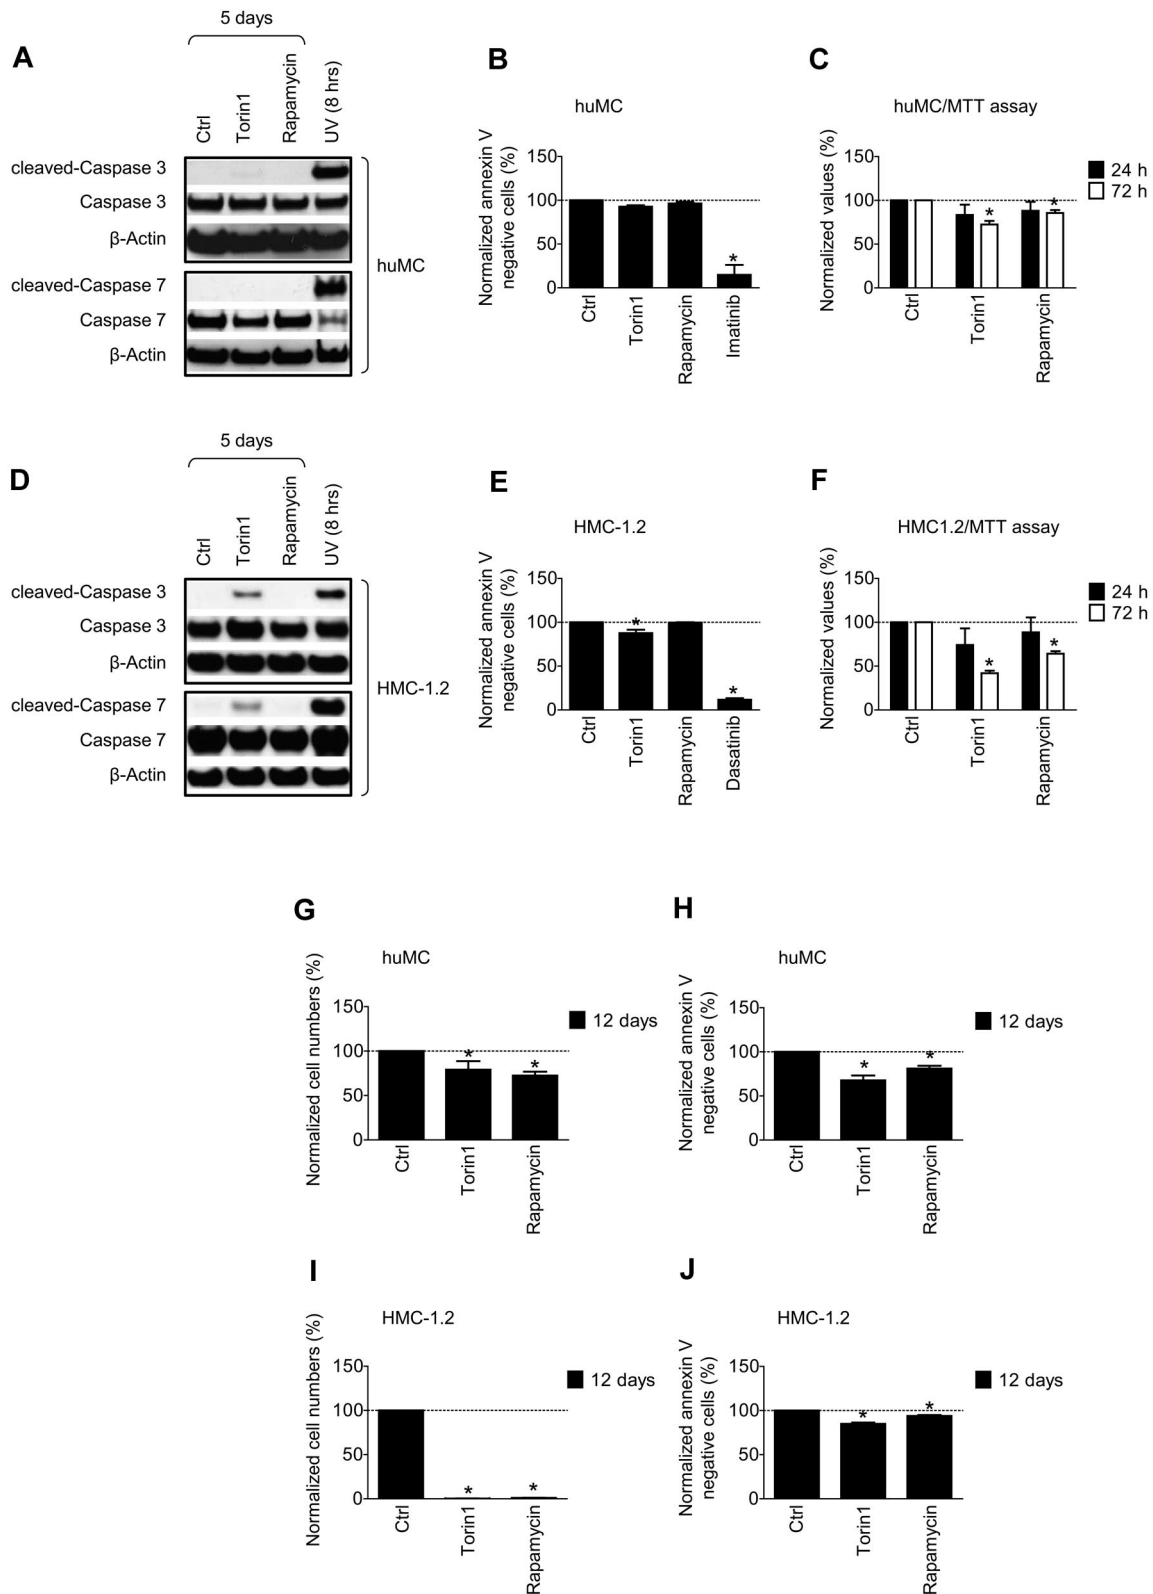 5 days
A
Ctrl
Torin1
Rapamycin
UV (8 hrs)
cleaved-Caspase 3
Caspase 3
β-Actin
cleaved-Caspase 7
Caspase 7
β-Actin
huMC
B
huMC
Normalized annexin V
negative cells (%)
150
100
50
0
*
Ctrl
Torin1
Rapamycin
Imatinib
C
huMC/MTT assay
Normalized values (%)
150
100
50
0
* *
24 h
72 h
Ctrl
Torin1
Rapamycin
5 days
D
Ctrl
Torin1
Rapamycin
UV (8 hrs)
cleaved-Caspase 3
Caspase 3
β-Actin
cleaved-Caspase 7
Caspase 7
β-Actin
HMC-1.2
E
HMC-1.2
Normalized annexin V
negative cells (%)
150
100
50
0
*
*
Ctrl
Torin1
Rapamycin
Dasatinib
F
HMC1.2/MTT assay
Normalized values (%)
150
100
50
0
*
*
24 h
72 h
Ctrl
Torin1
Rapamycin
G
huMC
Normalized cell numbers (%)
150
100
50
0
* *
12 days
Ctrl
Torin1
Rapamycin
H
huMC
Normalized annexin V
negative cells (%)
150
100
50
0
* *
12 days
Ctrl
Torin1
Rapamycin
I
HMC-1.2
Normalized cell numbers (%)
150
100
50
0
* *
12 days
Ctrl
Torin1
Rapamycin
J
HMC-1.2
Normalized annexin V
negative cells (%)
150
100
50
0
* *
12 days
Ctrl
Torin1
Rapamycin